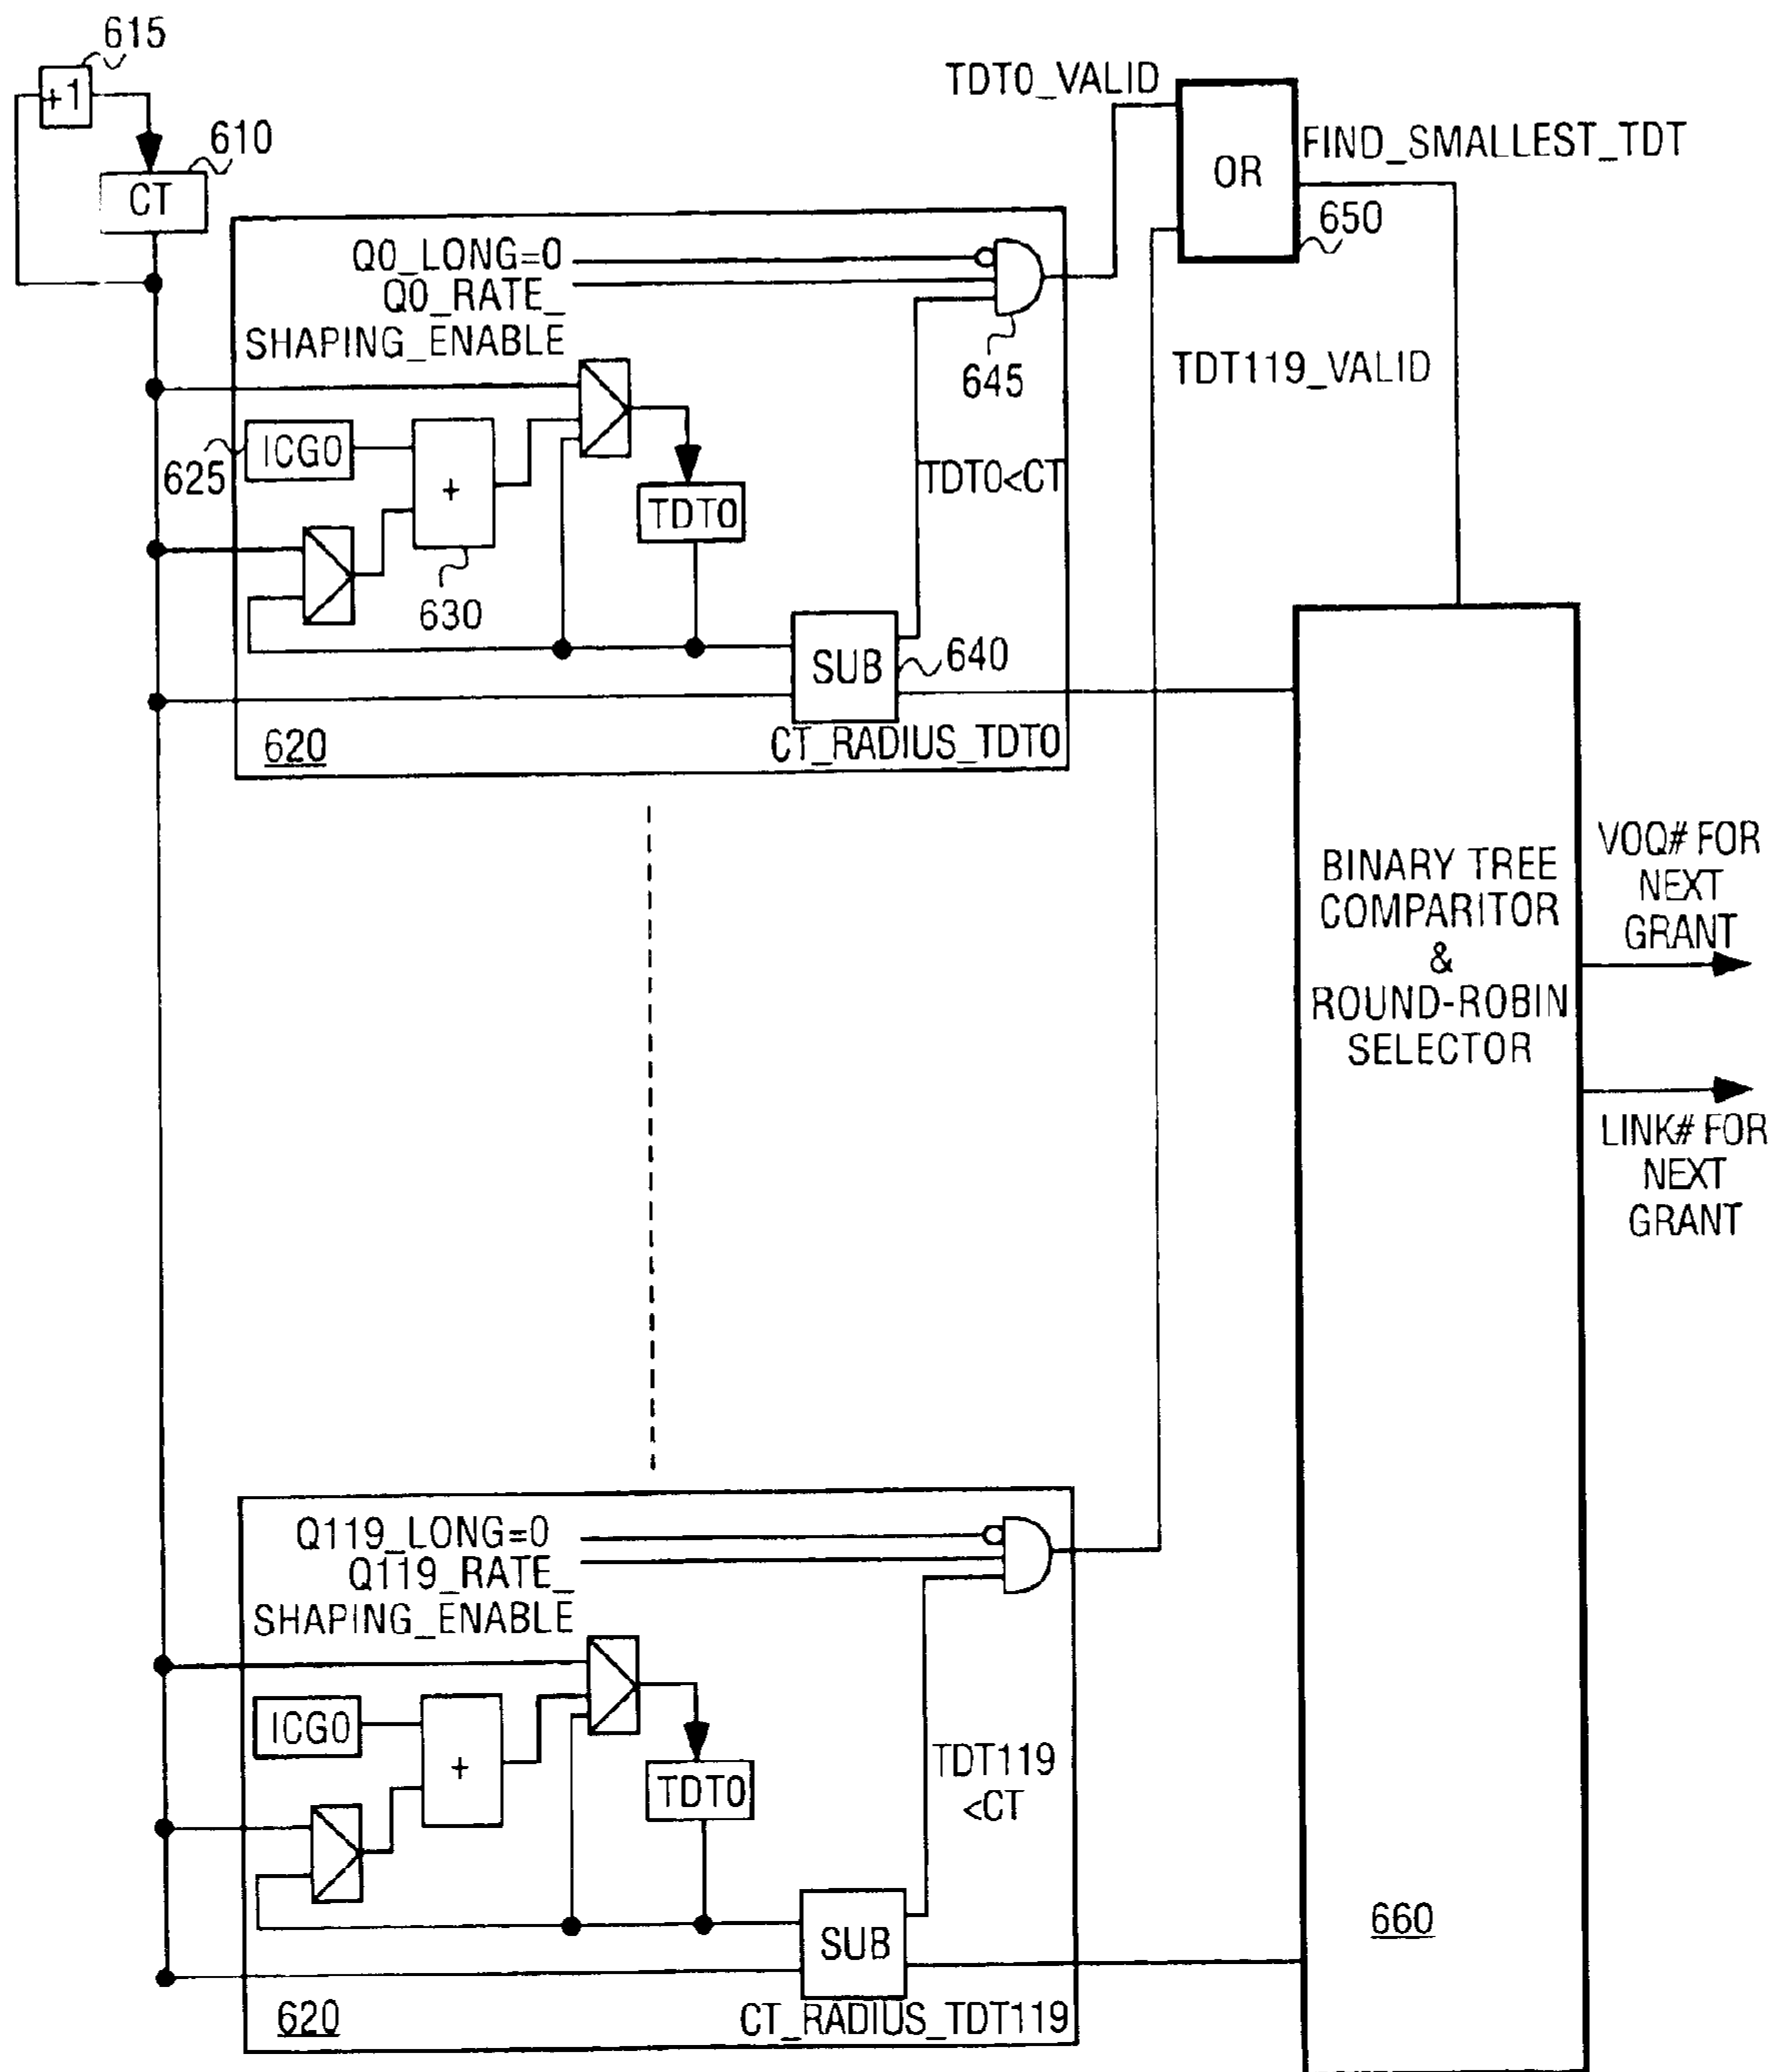 615
+1
610
CT
TDT0_VALID
OR
FIND_SMALLEST_TDT
650
Q0_LONG=0
Q0_RATE_
SHAPING_ENABLE
645
TDT119_VALID
625
ICG0
+
630
TDT0
TDT0<CT
SUB
640
620
CT_RADIUS_TDT0
BINARY TREE
COMPARITOR
&
ROUND-ROBIN
SELECTOR
VOQ# FOR
NEXT
GRANT
LINK# FOR
NEXT
GRANT
Q119_LONG=0
Q119_RATE_
SHAPING_ENABLE
ICG0
+
TDT0
TDT119
<CT
SUB
620
CT_RADIUS_TDT119
660